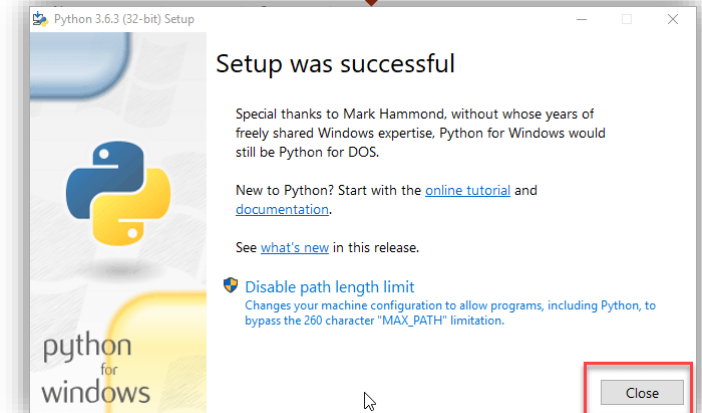 Python 3.6.3 (32-bit) Setup
Setup was successful
Special thanks to Mark Hammond, without whose years of
freely shared Windows expertise, Python for Windows would
still be Python for DOS.
New to Python? Start with the online tutorial and
documentation.
See what's new in this release.
Disable path length limit
Changes your machine configuration to allow programs, including Python, to
bypass the 260 character "MAX_PATH" limitation.
python
for
windows
Close